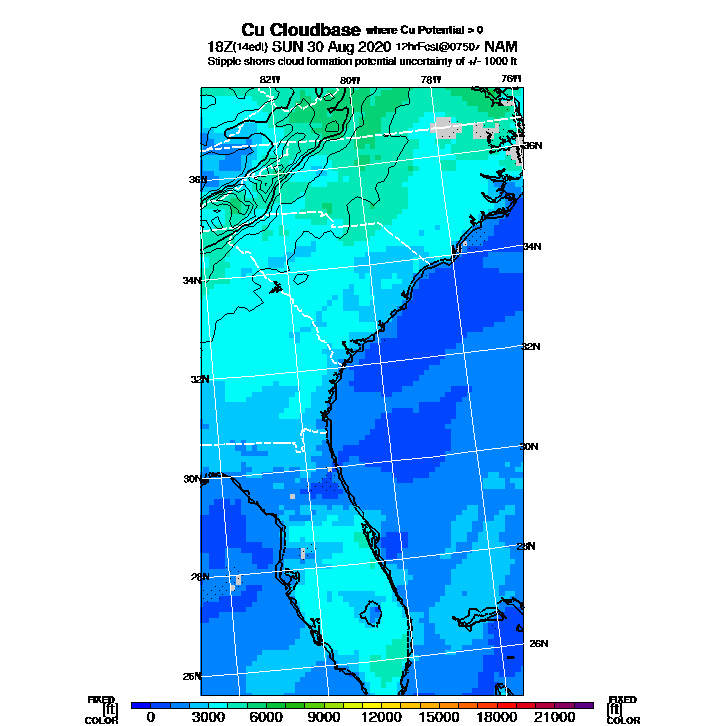 Cu Cloudbase where Cu Potential > 0
18Z(14edt) SUN 30 Aug 2020 12hrFcst@0750z NAM
Stipple shows cloud formation potential uncertainty of +/- 1000 ft
82W 80W 78W 76W
36N
36N
34N
34N
32N
32N
30N
30N
28N
28N
26N
26N
FIXED FIXED
[ft] [ft]
COLOR COLOR
0 3000 6000 9000 12000 15000 18000 21000